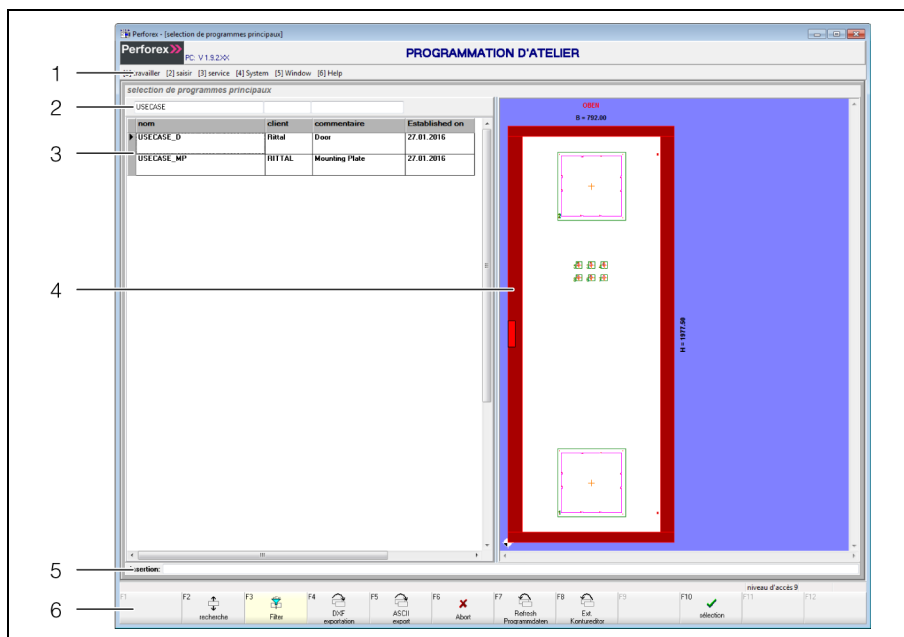 Perforex - [selection de programmes principaux]
Perforex>> PC: V 1.9.2.XX PROGRAMMATION D'ATELIER
1 travailler [2] saisir [3] service [4] System [5] Window [6] Help
selection de programmes principaux
2 USECASE
nom client commentaire Established on
3
USECASE_D Rittal Door 27.01.2016
USECASE_MP RITTAL Mounting Plate 27.01.2016
OBEN
B = 792.00
2
4
H = 1977.50
1
5 insertion:
niveau d'accès 9
6
F1
F2 recherche
F3 Filter
F4 DXF exportation
F5 ASCII export
F6 Abort
F7 Refresh Programmdaten
F8 Ext. Kontureditor
F9
F10 sélection
F11
F12